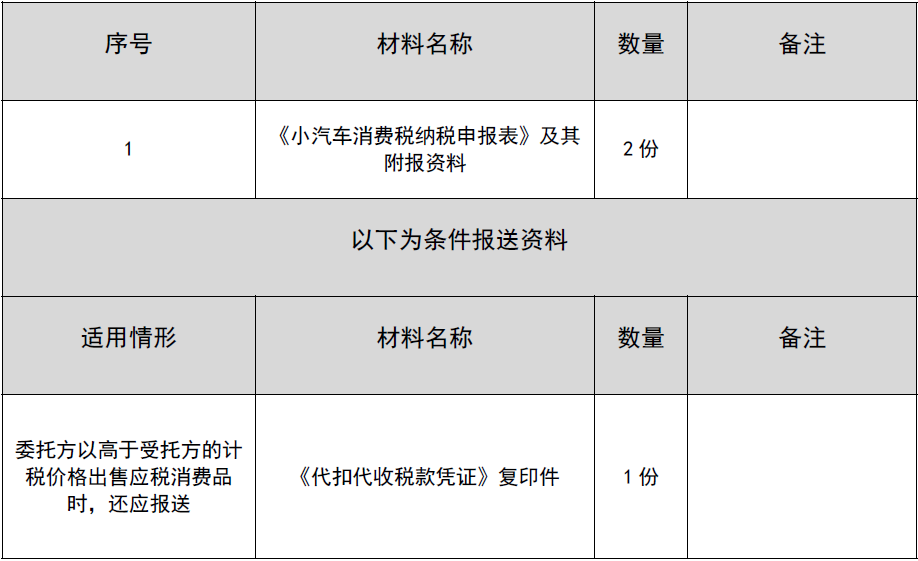 序号 材料名称 数量 备注
1 《小汽车消费税纳税申报表》及其 2份
附报资料
以下为条件报送资料
适用情形 材料名称 数量 备注
委托方以高于受托方的计
税价格出售应税消费品 《代扣代收税款凭证》复印件 1份
时，还应报送